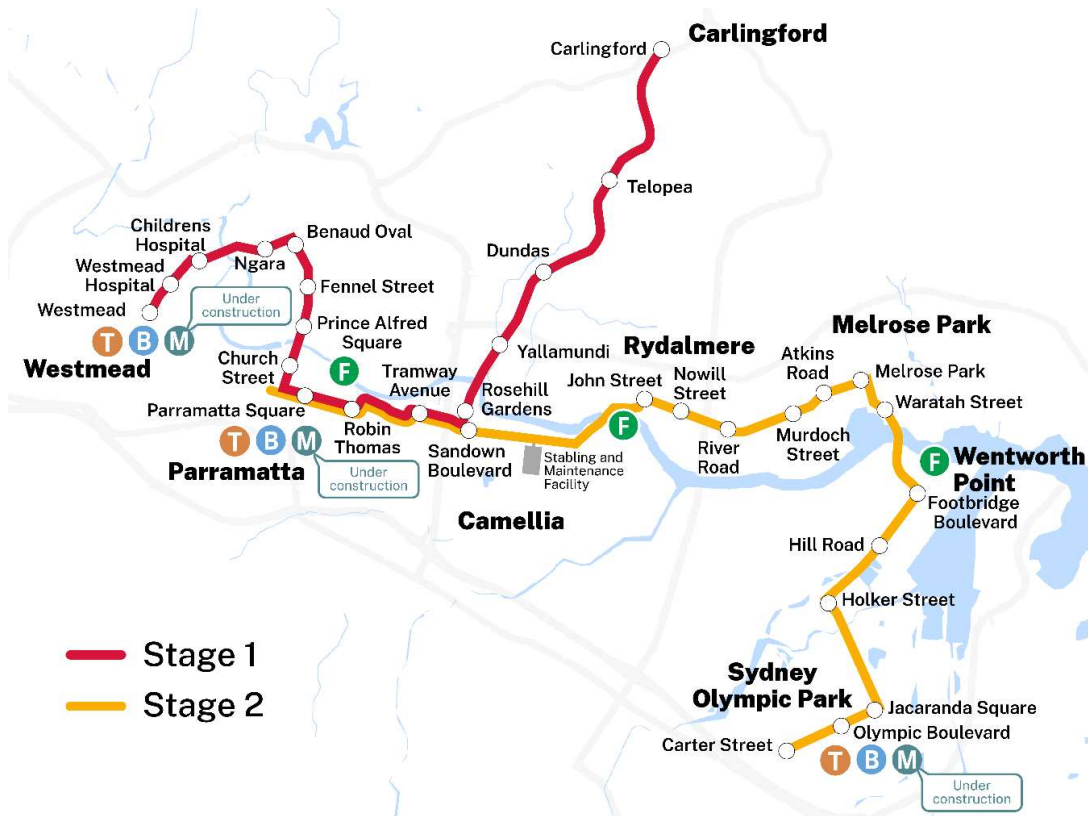 Carlingford
Carlingford
Telopea
Dundas
Childrens
Hospital
Benaud Oval
Ngara
Westmead
Hospital
Fennel Street
Westmead
Under
construction
T B M
Westmead
Prince Alfred
Square
Church
Street
F
Tramway
Avenue
Yallamundi
Rosehill
Gardens
Parramatta Square
Robin
Thomas
Sandown
Boulevard
T B M
Parramatta
Under
construction
Stabling and
Maintenance
Facility
Camellia
Rydalmere
John Street
F
Nowill
Street
River
Road
Melrose Park
Atkins
Road
Melrose Park
Murdoch
Street
Waratah Street
F
Wentworth
Point
Footbridge
Boulevard
Hill Road
Holker Street
Sydney
Olympic Park
Jacaranda Square
Olympic Boulevard
Carter Street
T B M
Under
construction
Stage 1
Stage 2